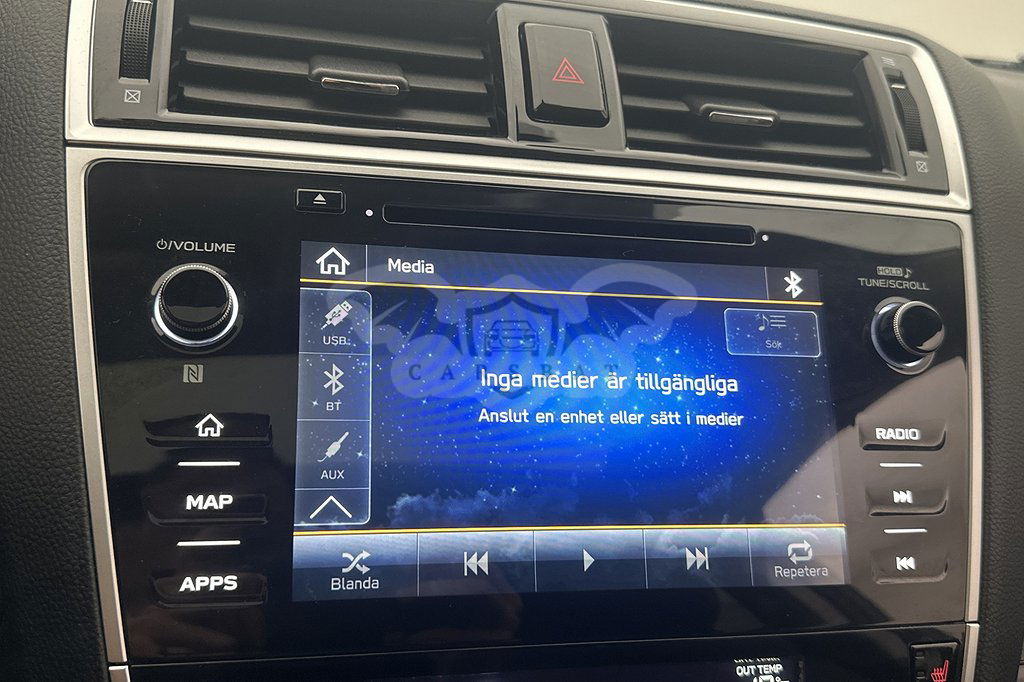 ⏻/VOLUME
Media
HOLD ♪
TUNE/SCROLL
USB
Sök
CARSBAT
BT
Inga medier är tillgängliga
Anslut en enhet eller sätt i medier
AUX
RADIO
MAP
APPS
Blanda
Repetera
OUT TEMP